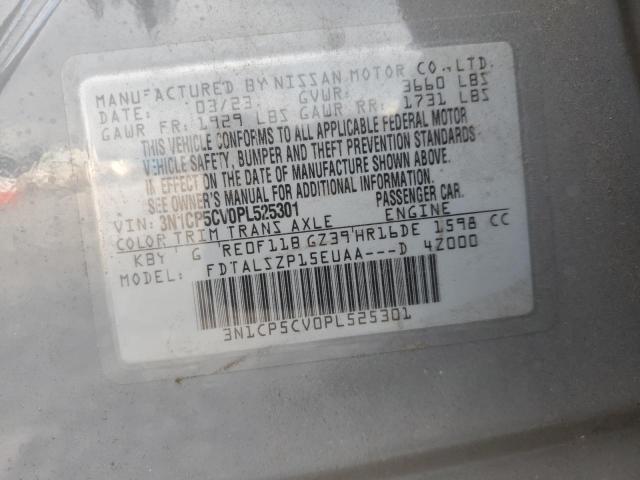 MANUFACTURED BY NISSAN MOTOR CO.,LTD.
DATE: 03/23 GVWR: 3660 LBS
GAWR FR: 1929 LBS GAWR RR: 1731 LBS
THIS VEHICLE CONFORMS TO ALL APPLICABLE FEDERAL MOTOR
VEHICLE SAFETY, BUMPER AND THEFT PREVENTION STANDARDS
IN EFFECT ON THE DATE OF MANUFACTURE SHOWN ABOVE.
SEE OWNER'S MANUAL FOR ADDITIONAL INFORMATION.
VIN: 3N1CP5CV0PL525301 PASSENGER CAR.
COLOR TRIM TRANS AXLE ENGINE
KBY G RE0F11B GZ39 HR16DE 1598 CC
MODEL: FDTALSZP15EUAA---D 4Z000
3N1CP5CV0PL525301